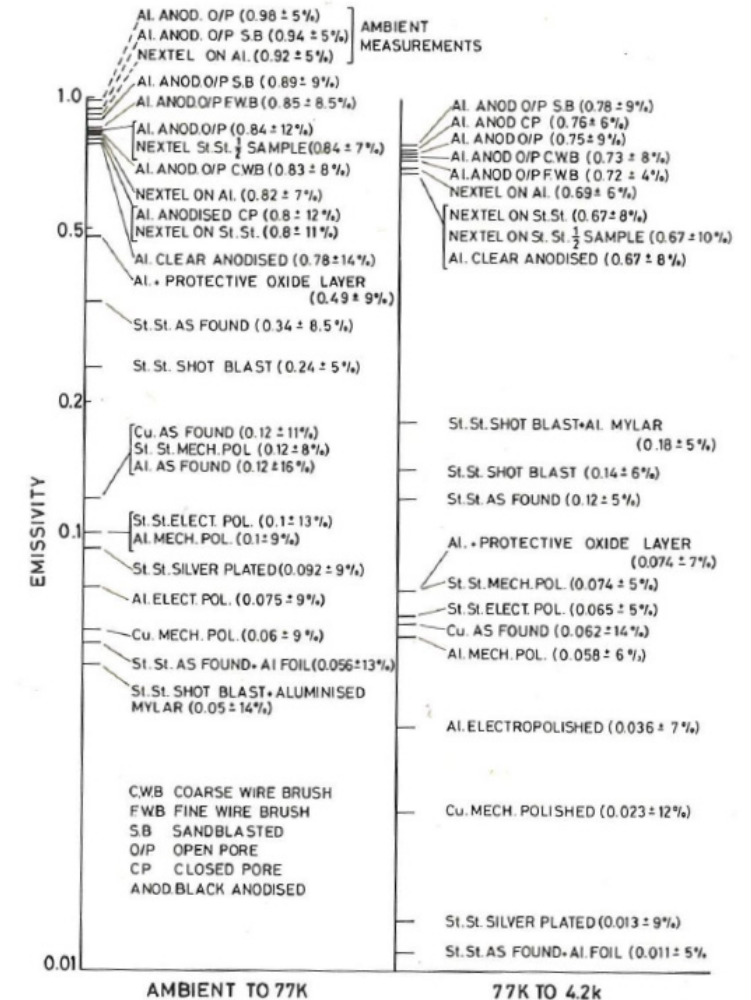 Al. ANOD. O/P (0.98 ± 5%)
Al. ANOD. O/P S.B (0.94 ± 5%)
NEXTEL ON Al. (0.92 ± 5%)
AMBIENT
MEASUREMENTS
Al. ANOD.O/P S.B (0.89 ± 9%)
1.0
Al. ANOD.O/P F.W.B (0.85 ± 8.5%)
Al. ANOD.O/P (0.84 ± 12%)
NEXTEL St.St. ½ SAMPLE(0.84 ± 7%)
Al. ANOD. O/P C.W.B (0.83 ± 8%)
NEXTEL ON Al. (0.82 ± 7%)
Al. ANODISED CP (0.8 ± 12%)
NEXTEL ON St.St. (0.8 ± 11%)
0.5
Al. CLEAR ANODISED (0.78±14%)
Al. + PROTECTIVE OXIDE LAYER
(0.49 ± 9%)
St.St. AS FOUND (0.34 ± 8.5%)
St.St. SHOT BLAST (0.24 ± 5%)
0.2
Cu. AS FOUND (0.12 ± 11%)
St. St. MECH. POL (0.12 ± 8%)
Al. AS FOUND (0.12 ±16%)
EMISSIVITY
St.St.ELECT. POL. (0.1 ± 13%)
0.1
Al. MECH. POL. (0.1 ± 9%)
St.St.SILVER PLATED(0.092 ± 9%)
Al.ELECT.POL. (0.075 ± 9%)
Cu. MECH. POL. (0.06 ± 9%)
St.St. AS FOUND+ Al FOIL(0.056±13%)
St.St. SHOT BLAST + ALUMINISED
MYLAR (0.05 ± 14%)
C.W.B COARSE WIRE BRUSH
F.W.B FINE WIRE BRUSH
S.B SANDBLASTED
O/P OPEN PORE
CP CLOSED PORE
ANOD. BLACK ANODISED
0.01
AMBIENT TO 77K
Al. ANOD O/P S.B (0.78 ± 9%)
Al. ANOD CP (0.76 ± 6%)
Al. ANOD O/P (0.75 ± 9%)
Al. ANOD O/P C.W.B (0.73 ± 8%)
Al. ANOD O/P F.W.B (0.72 ± 4%)
NEXTEL ON Al. (0.69 ± 6%)
NEXTEL ON St.St. (0.67 ± 8%)
NEXTEL ON St. St. ½ SAMPLE (0.67 ±10%)
Al. CLEAR ANODISED (0.67 ± 8%)
St.St.SHOT BLAST+Al. MYLAR
(0.18 ± 5%)
St.St. SHOT BLAST (0.14 ± 6%)
St.St. AS FOUND (0.12 ± 5%)
Al. + PROTECTIVE OXIDE LAYER
(0.074 ± 7%)
St.St.MECH.POL. (0.074 ± 5%)
St.St.ELECT. POL. (0.065 ± 5%)
Cu. AS FOUND (0.062 ±14%)
Al. MECH. POL. (0.058 ± 6%)
Al. ELECTROPOLISHED (0.036 ± 7%)
Cu. MECH. POLISHED (0.023 ± 12%)
St.St. SILVER PLATED (0.013 ± 9%)
St.St. AS FOUND+ Al. FOIL (0.011 ± 5%
77K TO 4.2k